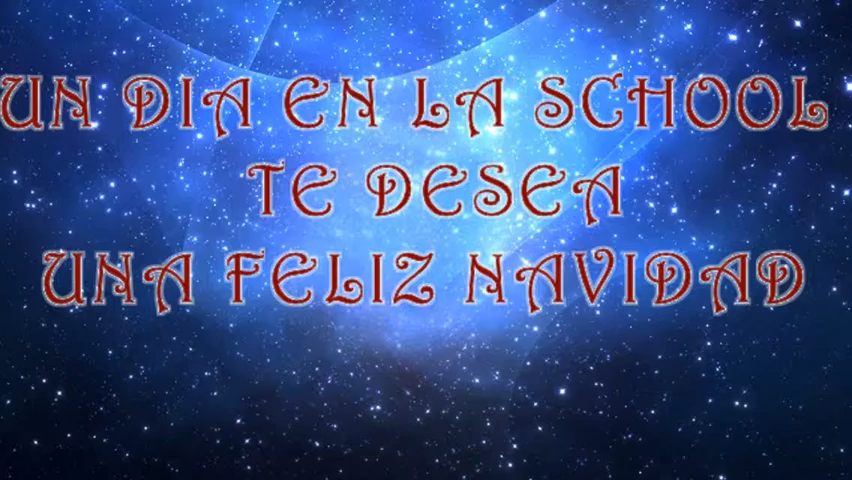 UN DIA EN LA SCHOOL
TE DESEA
UNA FELIZ NAVIDAD